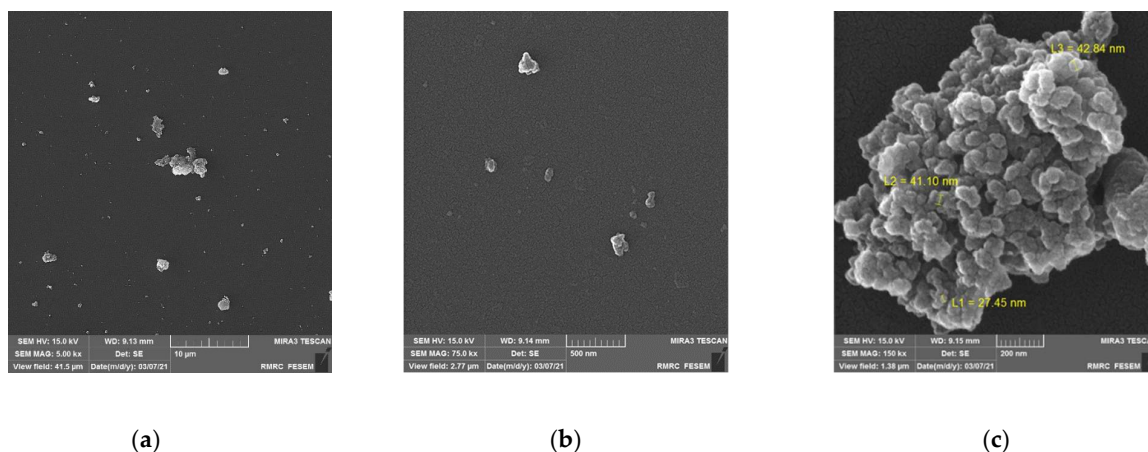 L3 = 42.84 nm
L2 = 41.10 nm
L1 = 27.45 nm
SEM HV: 15.0 kV WD: 9.13 mm MIRA3 TESCAN
SEM MAG: 5.00 kx Det: SE 10 µm
View field: 41.5 µm Date(m/d/y): 03/07/21 RMRC FESEM
SEM HV: 15.0 kV WD: 9.14 mm MIRA3 TESCAN
SEM MAG: 75.0 kx Det: SE 500 nm
View field: 2.77 µm Date(m/d/y): 03/07/21 RMRC FESEM
SEM HV: 15.0 kV WD: 9.15 mm MIRA3 TESCAN
SEM MAG: 150 kx Det: SE 200 nm
View field: 1.38 µm Date(m/d/y): 03/07/21 RMRC FESEM
(a) (b) (c)